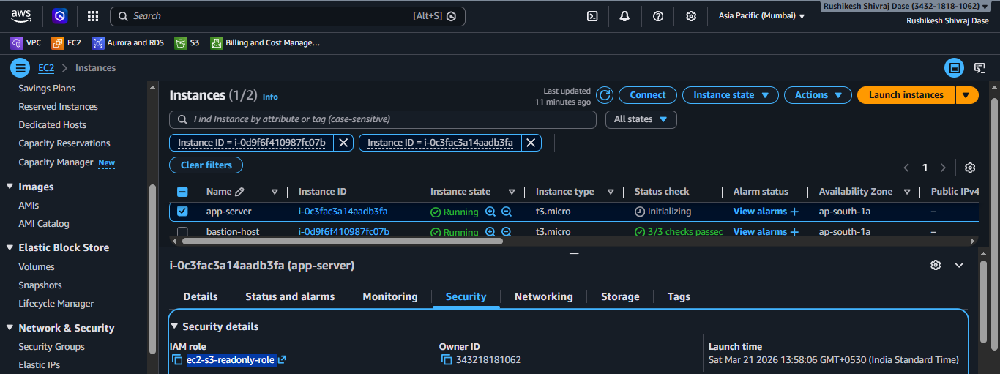 aws
Search [Alt+S]
Asia Pacific (Mumbai)
Rushikesh Shivraj Dase (3432-1818-1062)
Rushikesh Shivraj Dase
VPC EC2 Aurora and RDS S3 Billing and Cost Manage...
EC2 > Instances
Savings Plans
Reserved Instances
Dedicated Hosts
Capacity Reservations
Capacity Manager New
Images
AMIs
AMI Catalog
Elastic Block Store
Volumes
Snapshots
Lifecycle Manager
Network & Security
Security Groups
Elastic IPs
Instances (1/2) Info
Last updated
11 minutes ago
Connect Instance state Actions Launch instances
Find Instance by attribute or tag (case-sensitive) All states
Instance ID = i-0d9f6f410987fc07b Instance ID = i-0c3fac3a14aadb3fa
Clear filters
1
Name Instance ID Instance state Instance type Status check Alarm status Availability Zone Public IPv4
app-server i-0c3fac3a14aadb3fa Running t3.micro Initializing View alarms + ap-south-1a –
bastion-host i-0d9f6f410987fc07b Running t3.micro 3/3 checks passec View alarms + ap-south-1a –
i-0c3fac3a14aadb3fa (app-server)
Details Status and alarms Monitoring Security Networking Storage Tags
Security details
IAM role Owner ID Launch time
ec2-s3-readonly-role 343218181062 Sat Mar 21 2026 13:58:06 GMT+0530 (India Standard Time)